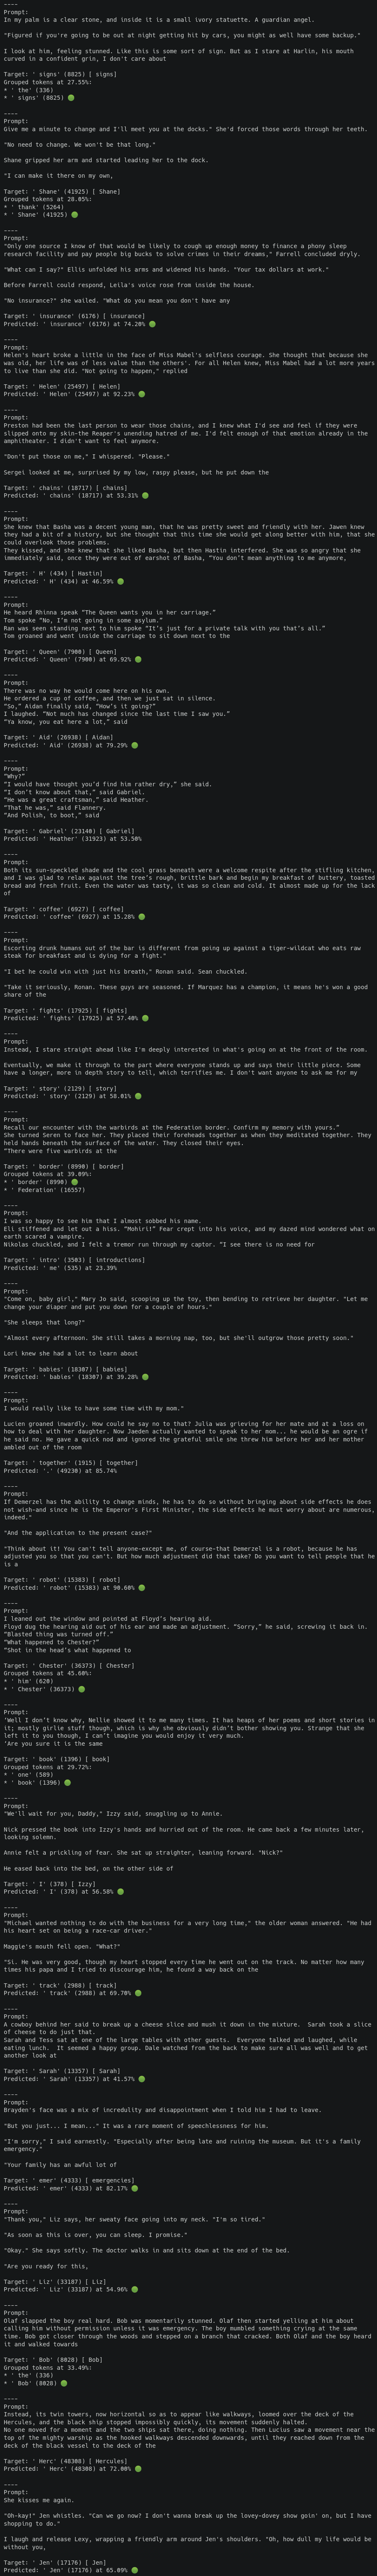 ----
Prompt:
In my palm is a clear stone, and inside it is a small ivory statuette. A guardian angel.

"Figured if you're going to be out at night getting hit by cars, you might as well have some backup."

I look at him, feeling stunned. Like this is some sort of sign. But as I stare at Harlin, his mouth
curved in a confident grin, I don't care about

Target: ' signs' (8825) [ signs]
Grouped tokens at 27.55%:
* ' the' (336)
* ' signs' (8825) 🟢

----
Prompt:
Give me a minute to change and I'll meet you at the docks." She'd forced those words through her teeth.

"No need to change. We won't be that long."

Shane gripped her arm and started leading her to the dock.

"I can make it there on my own,

Target: ' Shane' (41925) [ Shane]
Grouped tokens at 28.05%:
* ' thank' (5264)
* ' Shane' (41925) 🟢

----
Prompt:
"Only one source I know of that would be likely to cough up enough money to finance a phony sleep
research facility and pay people big bucks to solve crimes in their dreams," Farrell concluded dryly.

"What can I say?" Ellis unfolded his arms and widened his hands. "Your tax dollars at work."

Before Farrell could respond, Leila's voice rose from inside the house.

"No insurance?" she wailed. "What do you mean you don't have any

Target: ' insurance' (6176) [ insurance]
Predicted: ' insurance' (6176) at 74.20% 🟢

----
Prompt:
Helen's heart broke a little in the face of Miss Mabel's selfless courage. She thought that because she
was old, her life was of less value than the others'. For all Helen knew, Miss Mabel had a lot more years
to live than she did. "Not going to happen," replied

Target: ' Helen' (25497) [ Helen]
Predicted: ' Helen' (25497) at 92.23% 🟢

----
Prompt:
Preston had been the last person to wear those chains, and I knew what I'd see and feel if they were
slipped onto my skin-the Reaper's unending hatred of me. I'd felt enough of that emotion already in the
amphitheater. I didn't want to feel anymore.

"Don't put those on me," I whispered. "Please."

Sergei looked at me, surprised by my low, raspy please, but he put down the

Target: ' chains' (18717) [ chains]
Predicted: ' chains' (18717) at 53.31% 🟢

----
Prompt:
She knew that Basha was a decent young man, that he was pretty sweet and friendly with her. Jawen knew
they had a bit of a history, but she thought that this time she would get along better with him, that she
could overlook those problems.
They kissed, and she knew that she liked Basha, but then Hastin interfered. She was so angry that she
immediately said, once they were out of earshot of Basha, “You don’t mean anything to me anymore,

Target: ' H' (434) [ Hastin]
Predicted: ' H' (434) at 46.59% 🟢

----
Prompt:
He heard Rhinna speak “The Queen wants you in her carriage.”
Tom spoke “No, I’m not going in some asylum.”
Ran was seen standing next to him spoke “It’s just for a private talk with you that’s all.”
Tom groaned and went inside the carriage to sit down next to the

Target: ' Queen' (7900) [ Queen]
Predicted: ' Queen' (7900) at 69.92% 🟢

----
Prompt:
There was no way he would come here on his own.
He ordered a cup of coffee, and then we just sat in silence.
“So,” Aidan finally said, “How’s it going?”
I laughed. “Not much has changed since the last time I saw you.”
“Ya know, you eat here a lot,” said

Target: ' Aid' (26938) [ Aidan]
Predicted: ' Aid' (26938) at 79.29% 🟢

----
Prompt:
“Why?”
“I would have thought you’d find him rather dry,” she said.
“I don’t know about that,” said Gabriel.
“He was a great craftsman,” said Heather.
“That he was,” said Flannery.
“And Polish, to boot,” said

Target: ' Gabriel' (23140) [ Gabriel]
Predicted: ' Heather' (31923) at 53.50%

----
Prompt:
Both its sun-speckled shade and the cool grass beneath were a welcome respite after the stifling kitchen,
and I was glad to relax against the tree’s rough, brittle bark and begin my breakfast of buttery, toasted
bread and fresh fruit. Even the water was tasty, it was so clean and cold. It almost made up for the lack
of

Target: ' coffee' (6927) [ coffee]
Predicted: ' coffee' (6927) at 15.28% 🟢

----
Prompt:
Escorting drunk humans out of the bar is different from going up against a tiger-wildcat who eats raw
steak for breakfast and is dying for a fight."

"I bet he could win with just his breath," Ronan said. Sean chuckled.

"Take it seriously, Ronan. These guys are seasoned. If Marquez has a champion, it means he's won a good
share of the

Target: ' fights' (17925) [ fights]
Predicted: ' fights' (17925) at 57.40% 🟢

----
Prompt:
Instead, I stare straight ahead like I'm deeply interested in what's going on at the front of the room.

Eventually, we make it through to the part where everyone stands up and says their little piece. Some
have a longer, more in depth story to tell, which terrifies me. I don't want anyone to ask me for my

Target: ' story' (2129) [ story]
Predicted: ' story' (2129) at 58.01% 🟢

----
Prompt:
Recall our encounter with the warbirds at the Federation border. Confirm my memory with yours.”
She turned Seren to face her. They placed their foreheads together as when they meditated together. They
held hands beneath the surface of the water. They closed their eyes.
“There were five warbirds at the

Target: ' border' (8990) [ border]
Grouped tokens at 39.09%:
* ' border' (8990) 🟢
* ' Federation' (16557)

----
Prompt:
I was so happy to see him that I almost sobbed his name.
Eli stiffened and let out a hiss. “Mohiri!” Fear crept into his voice, and my dazed mind wondered what on
earth scared a vampire.
Nikolas chuckled, and I felt a tremor run through my captor. “I see there is no need for

Target: ' intro' (3503) [ introductions]
Predicted: ' me' (535) at 23.39%

----
Prompt:
"Come on, baby girl," Mary Jo said, scooping up the toy, then bending to retrieve her daughter. "Let me
change your diaper and put you down for a couple of hours."

"She sleeps that long?"

"Almost every afternoon. She still takes a morning nap, too, but she'll outgrow those pretty soon."

Lori knew she had a lot to learn about

Target: ' babies' (18307) [ babies]
Predicted: ' babies' (18307) at 39.28% 🟢

----
Prompt:
I would really like to have some time with my mom."

Lucien groaned inwardly. How could he say no to that? Julia was grieving for her mate and at a loss on
how to deal with her daughter. Now Jaeden actually wanted to speak to her mom... he would be an ogre if
he said no. He gave a quick nod and ignored the grateful smile she threw him before her and her mother
ambled out of the room

Target: ' together' (1915) [ together]
Predicted: '.' (49230) at 85.74%

----
Prompt:
If Demerzel has the ability to change minds, he has to do so without bringing about side effects he does
not wish-and since he is the Emperor's First Minister, the side effects he must worry about are numerous,
indeed."

"And the application to the present case?"

"Think about it! You can't tell anyone-except me, of course-that Demerzel is a robot, because he has
adjusted you so that you can't. But how much adjustment did that take? Do you want to tell people that he
is a

Target: ' robot' (15383) [ robot]
Predicted: ' robot' (15383) at 90.60% 🟢

----
Prompt:
I leaned out the window and pointed at Floyd’s hearing aid.
Floyd dug the hearing aid out of his ear and made an adjustment. “Sorry,” he said, screwing it back in.
“Blasted thing was turned off.”
“What happened to Chester?”
“Shot in the head’s what happened to

Target: ' Chester' (36373) [ Chester]
Grouped tokens at 45.60%:
* ' him' (620)
* ' Chester' (36373) 🟢

----
Prompt:
‘Well I don’t know why, Nellie showed it to me many times. It has heaps of her poems and short stories in
it; mostly girlie stuff though, which is why she obviously didn’t bother showing you. Strange that she
left it to you though, I can’t imagine you would enjoy it very much.
‘Are you sure it is the same

Target: ' book' (1396) [ book]
Grouped tokens at 29.72%:
* ' one' (589)
* ' book' (1396) 🟢

----
Prompt:
"We'll wait for you, Daddy," Izzy said, snuggling up to Annie.

Nick pressed the book into Izzy's hands and hurried out of the room. He came back a few minutes later,
looking solemn.

Annie felt a prickling of fear. She sat up straighter, leaning forward. "Nick?"

He eased back into the bed, on the other side of

Target: ' I' (378) [ Izzy]
Predicted: ' I' (378) at 56.58% 🟢

----
Prompt:
"Michael wanted nothing to do with the business for a very long time," the older woman answered. "He had
his heart set on being a race-car driver."

Maggie's mouth fell open. "What?"

"Si. He was very good, though my heart stopped every time he went out on the track. No matter how many
times his papa and I tried to discourage him, he found a way back on the

Target: ' track' (2988) [ track]
Predicted: ' track' (2988) at 69.70% 🟢

----
Prompt:
A cowboy behind her said to break up a cheese slice and mush it down in the mixture.  Sarah took a slice
of cheese to do just that.
Sarah and Tess sat at one of the large tables with other guests.  Everyone talked and laughed, while
eating lunch.  It seemed a happy group. Dale watched from the back to make sure all was well and to get
another look at

Target: ' Sarah' (13357) [ Sarah]
Predicted: ' Sarah' (13357) at 41.57% 🟢

----
Prompt:
Brayden's face was a mix of incredulity and disappointment when I told him I had to leave.

"But you just... I mean..." It was a rare moment of speechlessness for him.

"I'm sorry," I said earnestly. "Especially after being late and ruining the museum. But it's a family
emergency."

"Your family has an awful lot of

Target: ' emer' (4333) [ emergencies]
Predicted: ' emer' (4333) at 82.17% 🟢

----
Prompt:
"Thank you," Liz says, her sweaty face going into my neck. "I'm so tired."

"As soon as this is over, you can sleep. I promise."

"Okay." She says softly. The doctor walks in and sits down at the end of the bed.

"Are you ready for this,

Target: ' Liz' (33187) [ Liz]
Predicted: ' Liz' (33187) at 54.96% 🟢

----
Prompt:
Olaf slapped the boy real hard. Bob was momentarily stunned. Olaf then started yelling at him about
calling him without permission unless it was emergency. The boy mumbled something crying at the same
time. Bob got closer through the woods and stepped on a branch that cracked. Both Olaf and the boy heard
it and walked towards

Target: ' Bob' (8028) [ Bob]
Grouped tokens at 33.49%:
* ' the' (336)
* ' Bob' (8028) 🟢

----
Prompt:
Instead, its twin towers, now horizontal so as to appear like walkways, loomed over the deck of the
Hercules, and the black ship stopped impossibly quickly, its movement suddenly halted.
No one moved for a moment and the two ships sat there, doing nothing. Then Lucius saw a movement near the
top of the mighty warship as the hooked walkways descended downwards, until they reached down from the
deck of the black vessel to the deck of the

Target: ' Herc' (48308) [ Hercules]
Predicted: ' Herc' (48308) at 72.00% 🟢

----
Prompt:
She kisses me again.

"Oh-kay!" Jen whistles. "Can we go now? I don't wanna break up the lovey-dovey show goin' on, but I have
shopping to do."

I laugh and release Lexy, wrapping a friendly arm around Jen's shoulders. "Oh, how dull my life would be
without you,

Target: ' Jen' (17176) [ Jen]
Predicted: ' Jen' (17176) at 65.09% 🟢